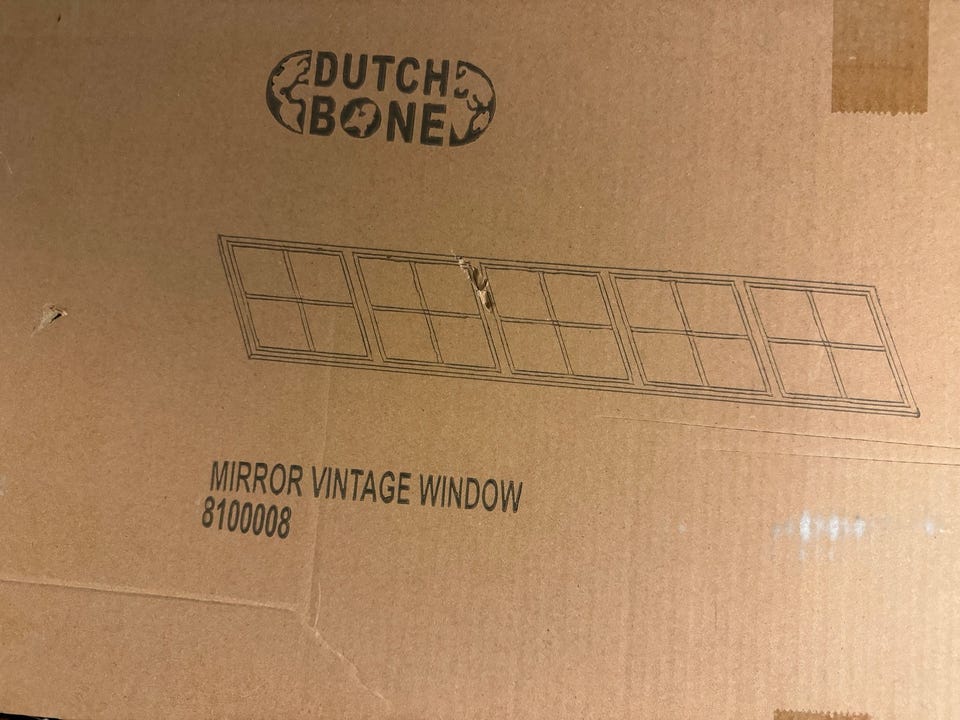 DUTCH
BONE
MIRROR VINTAGE WINDOW
8100008